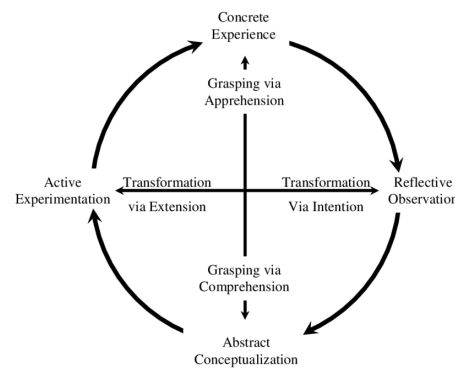 Concrete
Experience
Grasping via
Apprehension
Active
Experimentation
Transformation
via Extension
Transformation
Via Intention
Reflective
Observation
Grasping via
Comprehension
Abstract
Conceptualization